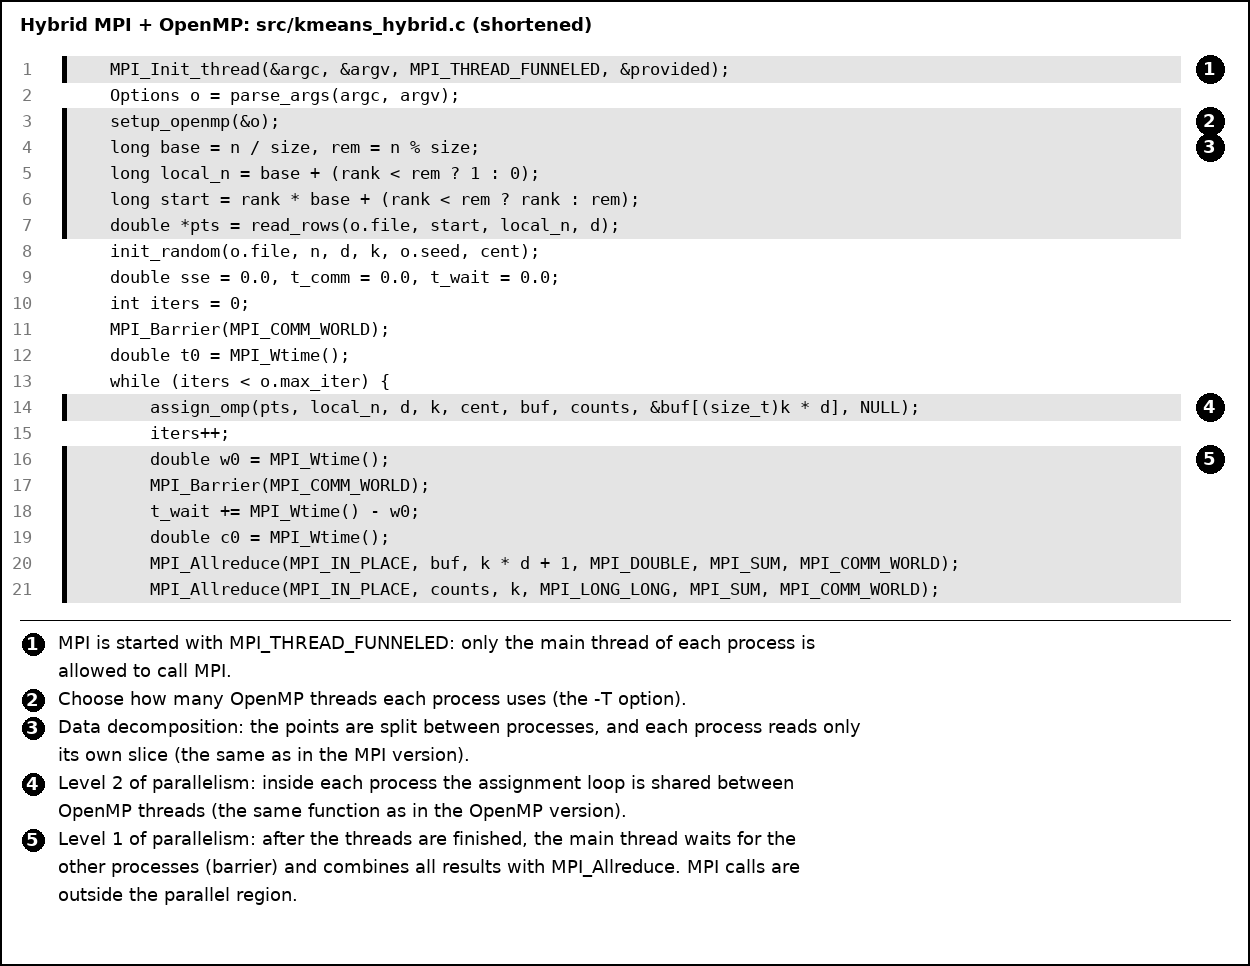 Hybrid MPI + OpenMP: src/kmeans_hybrid.c (shortened)
1 MPI_Init_thread(&argc, &argv, MPI_THREAD_FUNNELED, &provided); 1
2 Options o = parse_args(argc, argv);
3 setup_openmp(&o); 2
4 long base = n / size, rem = n % size; 3
5 long local_n = base + (rank < rem ? 1 : 0);
6 long start = rank * base + (rank < rem ? rank : rem);
7 double *pts = read_rows(o.file, start, local_n, d);
8 init_random(o.file, n, d, k, o.seed, cent);
9 double sse = 0.0, t_comm = 0.0, t_wait = 0.0;
10 int iters = 0;
11 MPI_Barrier(MPI_COMM_WORLD);
12 double t0 = MPI_Wtime();
13 while (iters < o.max_iter) {
14 assign_omp(pts, local_n, d, k, cent, buf, counts, &buf[(size_t)k * d], NULL); 4
15 iters++;
16 double w0 = MPI_Wtime(); 5
17 MPI_Barrier(MPI_COMM_WORLD);
18 t_wait += MPI_Wtime() - w0;
19 double c0 = MPI_Wtime();
20 MPI_Allreduce(MPI_IN_PLACE, buf, k * d + 1, MPI_DOUBLE, MPI_SUM, MPI_COMM_WORLD);
21 MPI_Allreduce(MPI_IN_PLACE, counts, k, MPI_LONG_LONG, MPI_SUM, MPI_COMM_WORLD);
1 MPI is started with MPI_THREAD_FUNNELED: only the main thread of each process is
allowed to call MPI.
2 Choose how many OpenMP threads each process uses (the -T option).
3 Data decomposition: the points are split between processes, and each process reads only
its own slice (the same as in the MPI version).
4 Level 2 of parallelism: inside each process the assignment loop is shared between
OpenMP threads (the same function as in the OpenMP version).
5 Level 1 of parallelism: after the threads are finished, the main thread waits for the
other processes (barrier) and combines all results with MPI_Allreduce. MPI calls are
outside the parallel region.